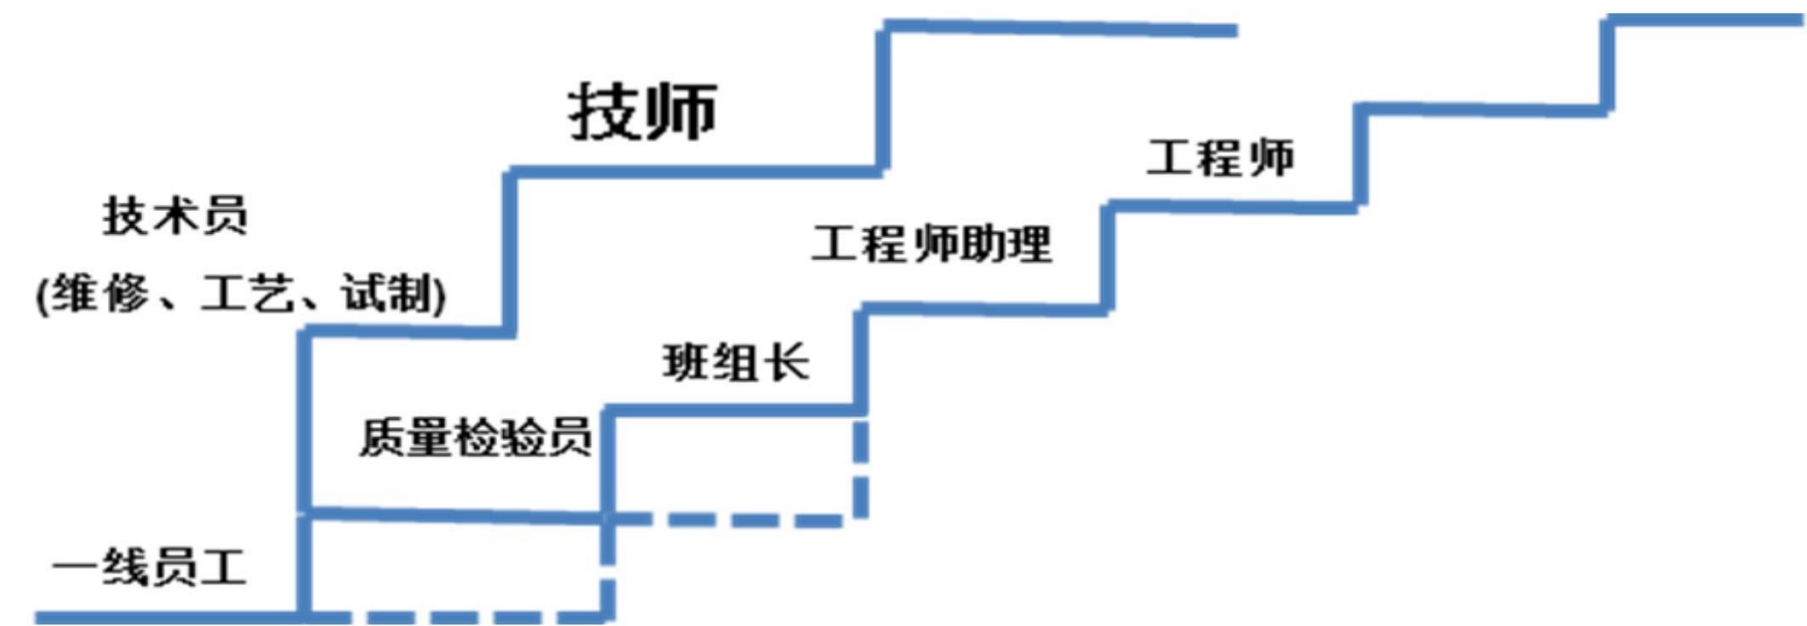 技师
工程师
技术员
工程师助理
(维修、工艺、试制)
班组长
质量检验员
一线员工